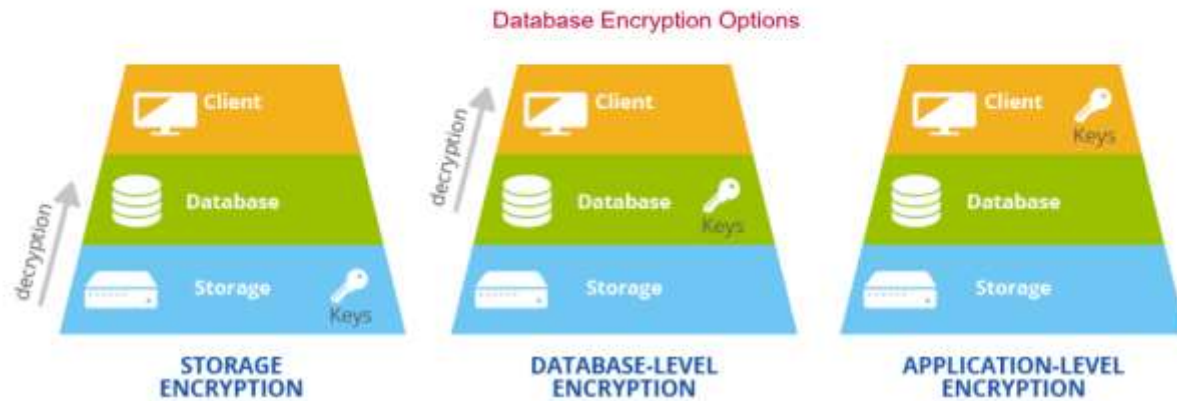 Database Encryption Options
Client
decryption
Database
Storage
Keys
STORAGE
ENCRYPTION
Client
decryption
Database
Keys
Storage
DATABASE-LEVEL
ENCRYPTION
Client
Keys
Database
Storage
APPLICATION-LEVEL
ENCRYPTION